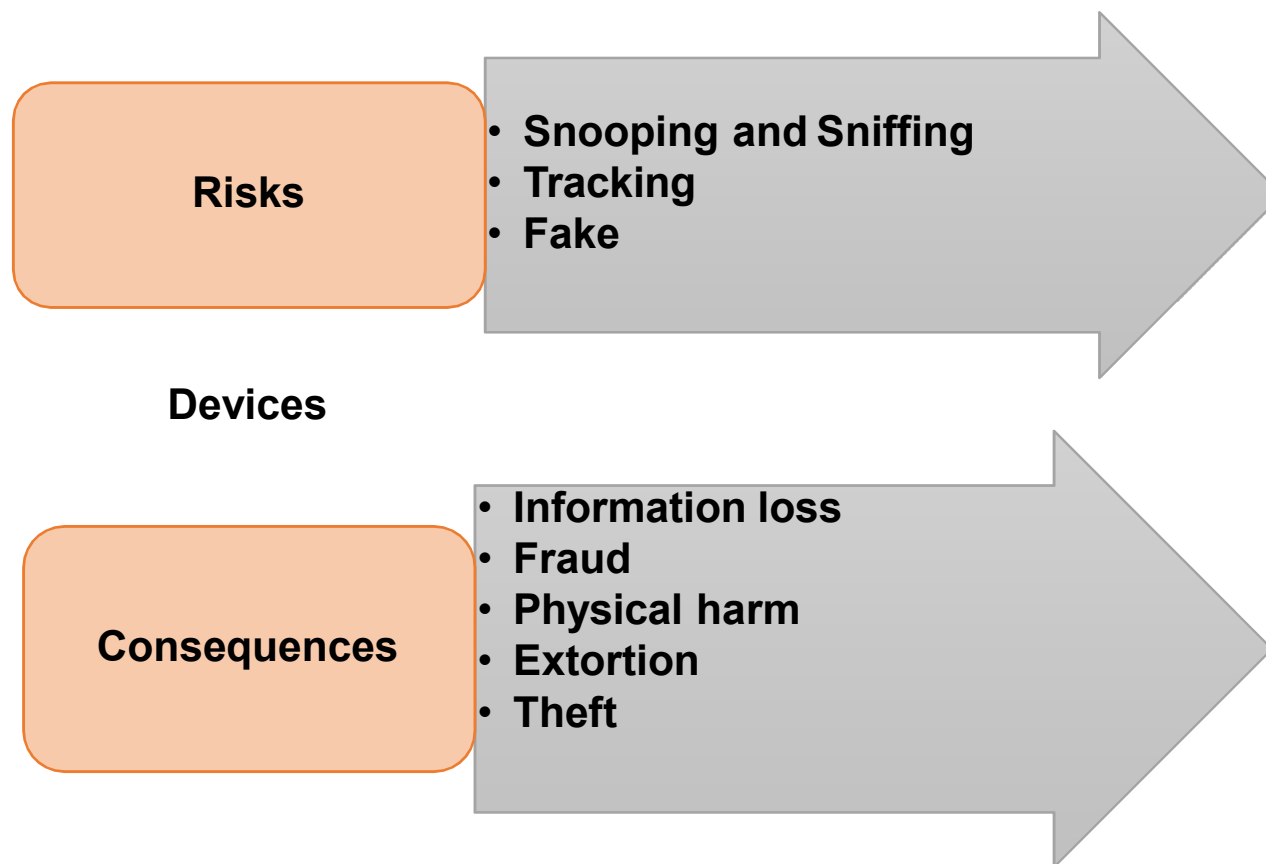 Risks
• Snooping and Sniffing
• Tracking
• Fake
Devices
Consequences
• Information loss
• Fraud
• Physical harm
• Extortion
• Theft